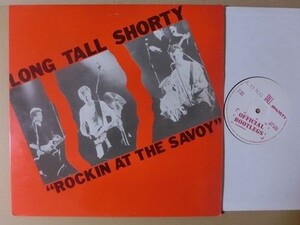 LONG TALL SHORTY
"ROCKIN AT THE SAVOY"
OFFICIAL
BOOTLEGS